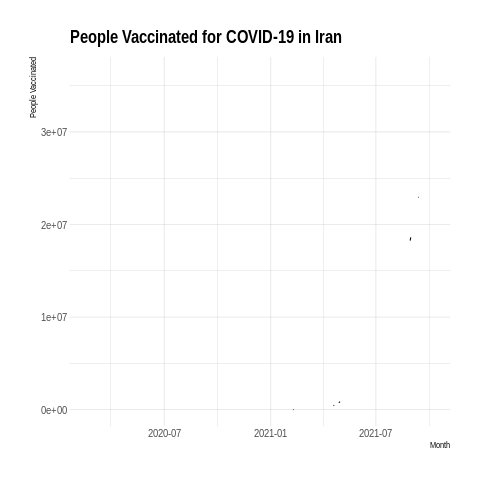 People Vaccinated for COVID-19 in Iran
People Vaccinated
3e+07
2e+07
1e+07
0e+00
2020-07
2021-01
2021-07
Month